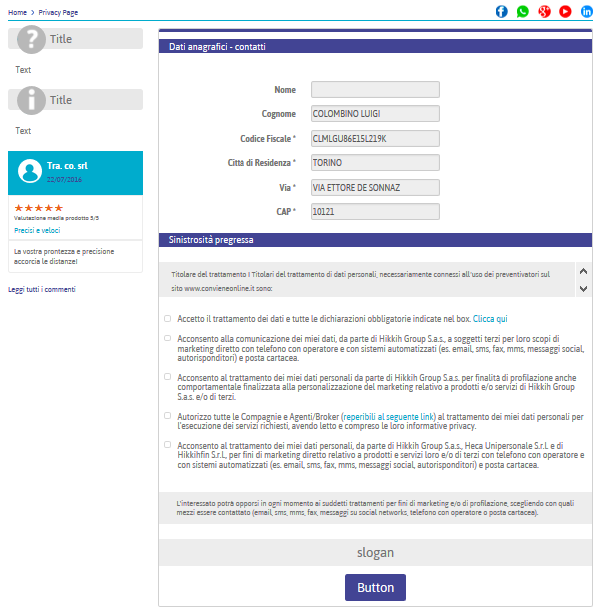 Home > Privacy Page
Title
Text
Title
Text
Tra. co. srl
22/07/2016
Valutazione media prodotto 5/5
Precisi e veloci
La vostra prontezza e precisione
accorcia le distanze!
Leggi tutti i commenti
Dati anagrafici - contatti
Nome
Cognome COLOMBINO LUIGI
Codice Fiscale * CLMLGU86E15L219K
Città di Residenza * TORINO
Via * VIA ETTORE DE SONNAZ
CAP * 10121
Sinistrosità pregressa
Titolare del trattamento I Titolari del trattamento di dati personali, necessariamente connessi all'uso dei preventivatori sul
sito www.convieneonline.it sono:
Accetto il trattamento dei dati e tutte le dichiarazioni obbligatorie indicate nel box. Clicca qui
Acconsento alla comunicazione dei miei dati, da parte di Hikkih Group S.a.s., a soggetti terzi per loro scopi di
marketing diretto con telefono con operatore e con sistemi automatizzati (es. email, sms, fax, mms, messaggi social,
autorisponditori) e posta cartacea.
Acconsento al trattamento dei miei dati personali da parte di Hikkih Group S.a.s. per finalità di profilazione anche
comportamentale finalizzata alla personalizzazione del marketing relativo a prodotti e/o servizi di Hikkih Group
S.a.s. e/o di terzi.
Autorizzo tutte le Compagnie e Agenti/Broker (reperibili al seguente link) al trattamento dei miei dati personali per
l'esecuzione dei servizi richiesti, avendo letto e compreso le loro informative privacy.
Acconsento al trattamento dei miei dati personali, da parte di Hikkih Group S.a.s., Heca Unipersonale S.r.l. e di
Hikkihfin S.r.l., per fini di marketing diretto relativo a prodotti e servizi loro e/o di terzi con telefono con operatore e
con sistemi automatizzati (es. email, sms, fax, mms, messaggi social, autorisponditori) e posta cartacea.
L'interessato potrà opporsi in ogni momento ai suddetti trattamenti per fini di marketing e/o di profilazione, scegliendo con quali
mezzi essere contattato (email, sms, mms, fax, messaggi su social networks, telefono con operatore o posta cartacea).
slogan
Button